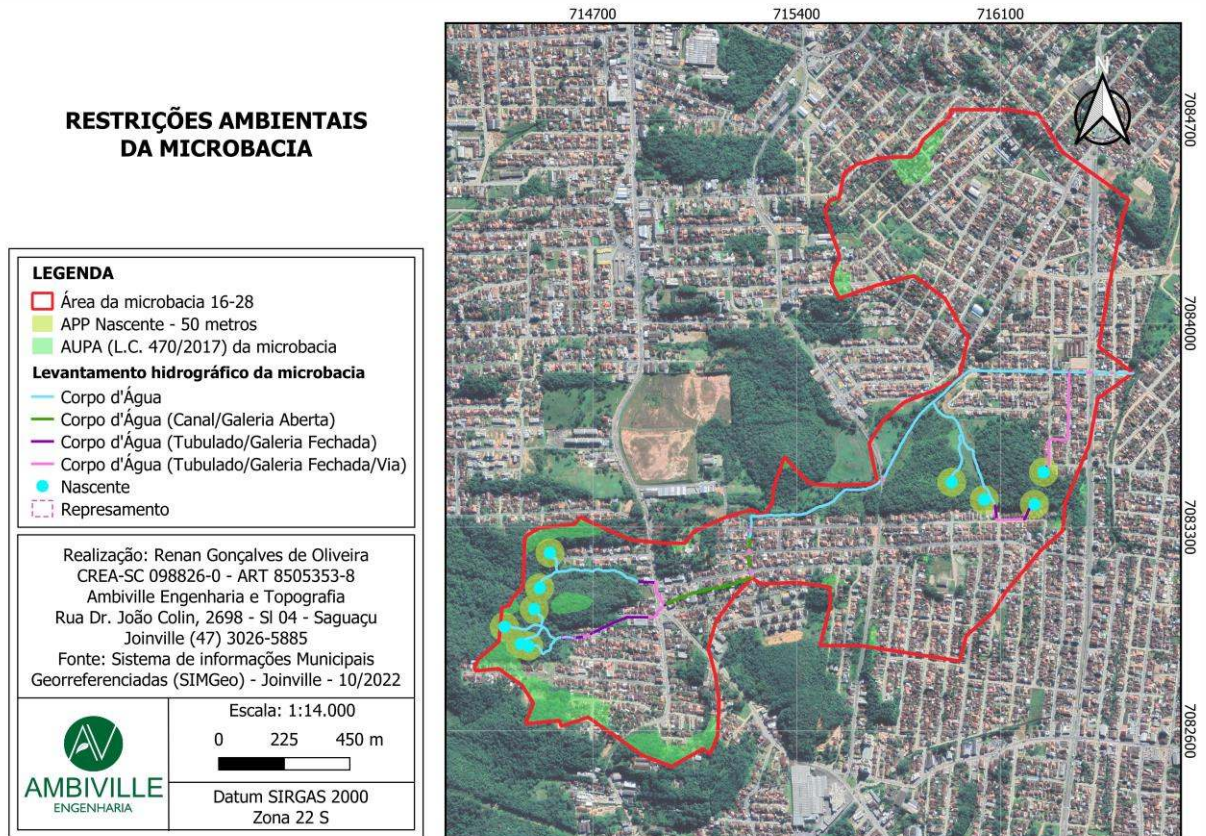 RESTRIÇÕES AMBIENTAIS
DA MICROBACIA
LEGENDA
Área da microbacia 16-28
APP Nascente - 50 metros
AUPA (L.C. 470/2017) da microbacia
Levantamento hidrográfico da microbacia
Corpo d'Água
Corpo d'Água (Canal/Galeria Aberta)
Corpo d'Água (Tubulado/Galeria Fechada)
Corpo d'Água (Tubulado/Galeria Fechada/Via)
Nascente
Represamento
Realização: Renan Gonçalves de Oliveira
CREA-SC 098826-0 - ART 8505353-8
Ambiville Engenharia e Topografia
Rua Dr. João Colin, 2698 - Sl 04 - Saguaçu
Joinville (47) 3026-5885
Fonte: Sistema de informações Municipais
Georreferenciadas (SIMGeo) - Joinville - 10/2022
AV
AMBIVILLE
ENGENHARIA
Escala: 1:14.000
0 225 450 m
Datum SIRGAS 2000
Zona 22 S
714700 715400 716100
N
7084700
7084000
7083300
7082600